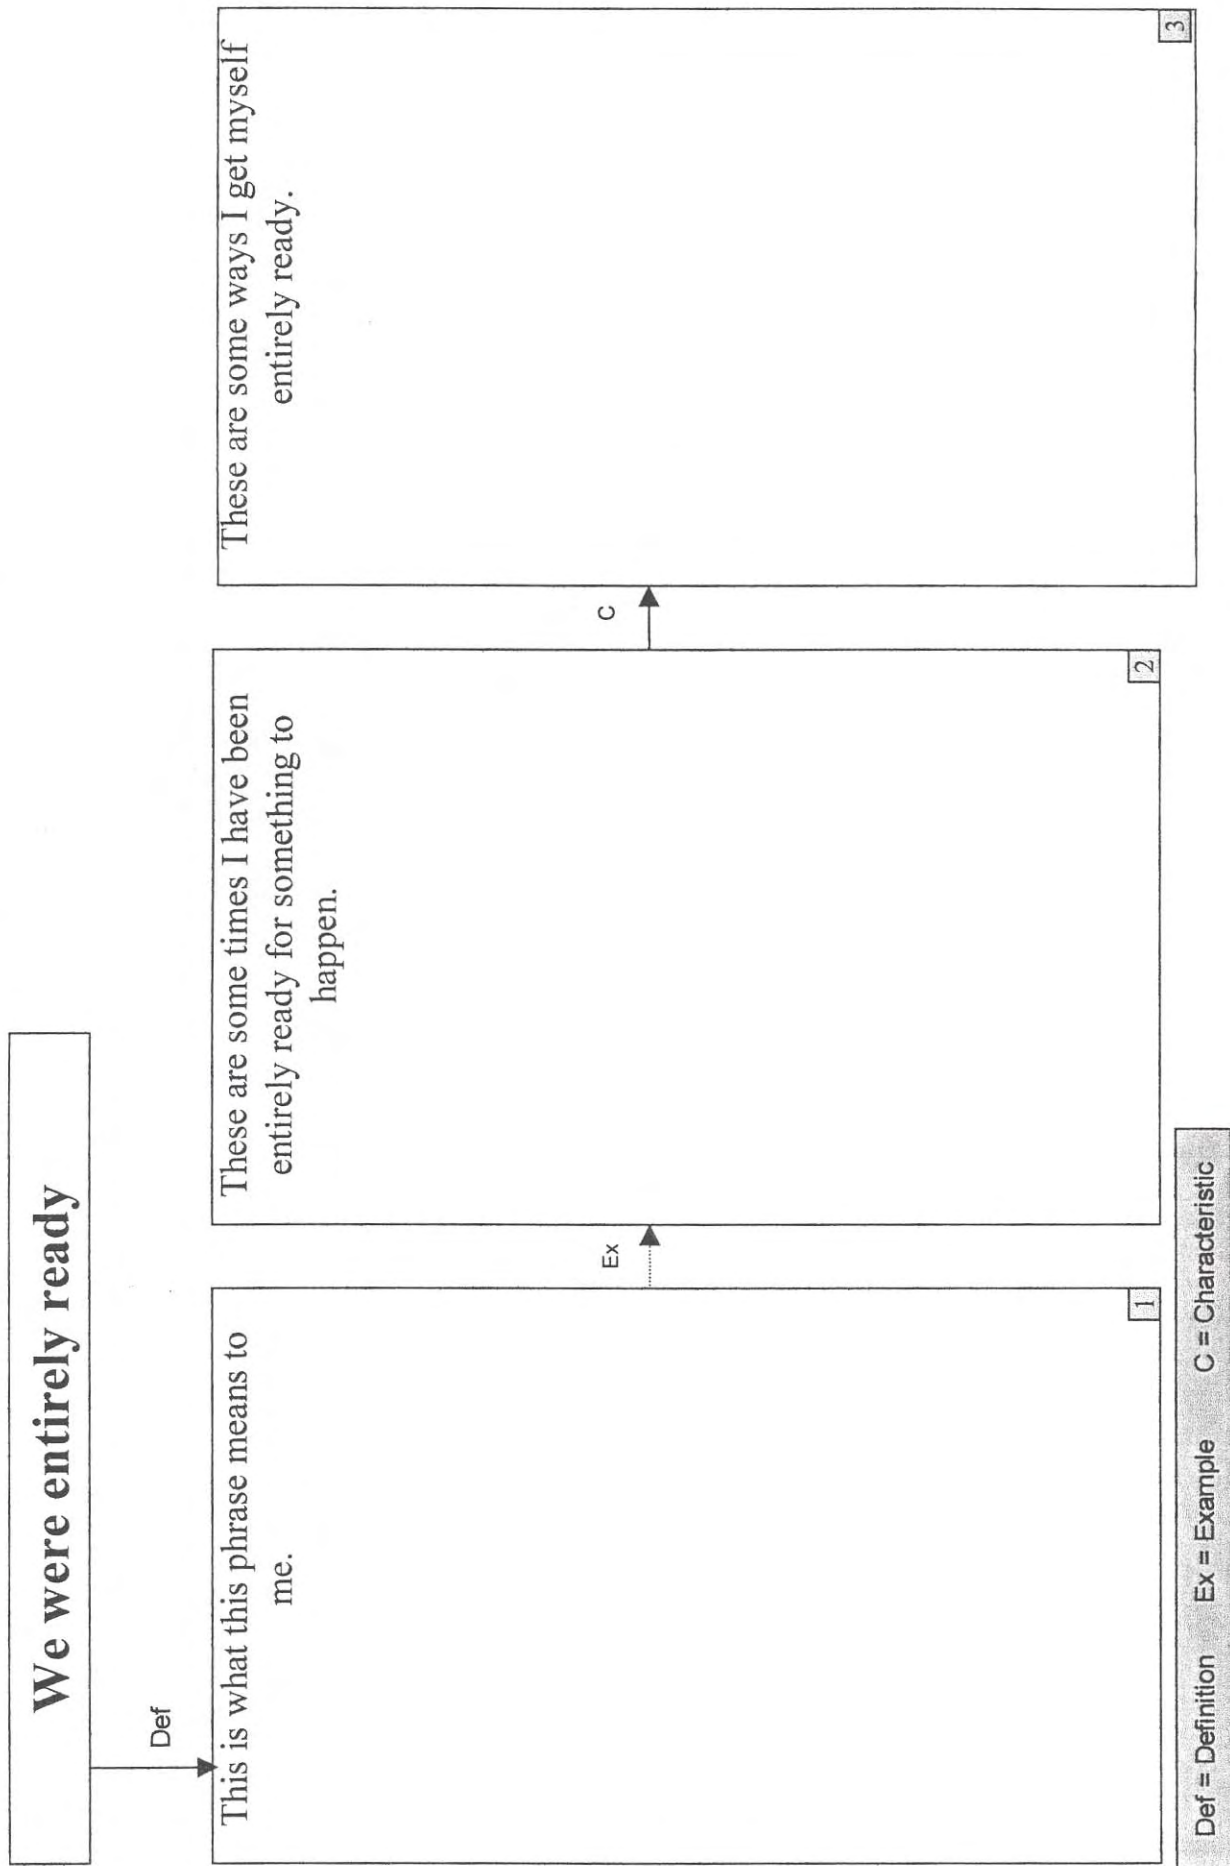 We were entirely ready
Def
This is what this phrase means to
me.
1
Ex
These are some times I have been
entirely ready for something to
happen.
2
C
These are some ways I get myself
entirely ready.
3
Def = Definition Ex = Example C = Characteristic